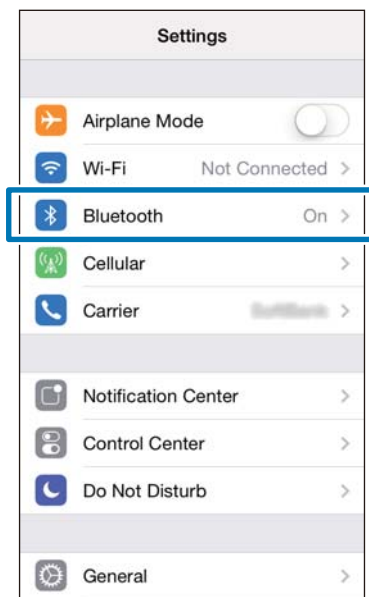 Settings
Airplane Mode
Wi-Fi Not Connected
Bluetooth On
Cellular
Carrier
Notification Center
Control Center
Do Not Disturb
General